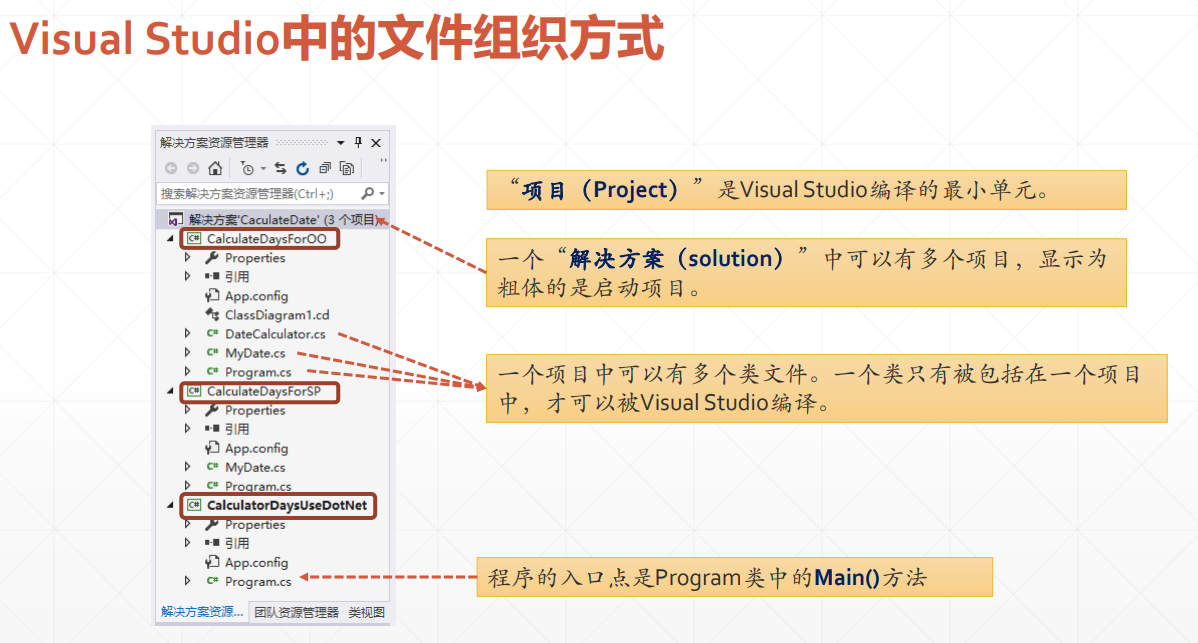 Visual Studio中的文件组织方式
解决方案资源管理器
搜索解决方案资源管理器(Ctrl+;)
解决方案'CaculateDate' (3 个项目)
CalculateDaysForOO
Properties
引用
App.config
ClassDiagram1.cd
DateCalculator.cs
MyDate.cs
Program.cs
CalculateDaysForSP
Properties
引用
App.config
MyDate.cs
Program.cs
CalculatorDaysUseDotNet
Properties
引用
App.config
Program.cs
解决方案资源... 团队资源管理器 类视图
“项目（Project）”是Visual Studio编译的最小单元。
一个“解决方案（solution）”中可以有多个项目，显示为
粗体的是启动项目。
一个项目中可以有多个类文件。一个类只有被包括在一个项目
中，才可以被Visual Studio编译。
程序的入口点是Program类中的Main()方法